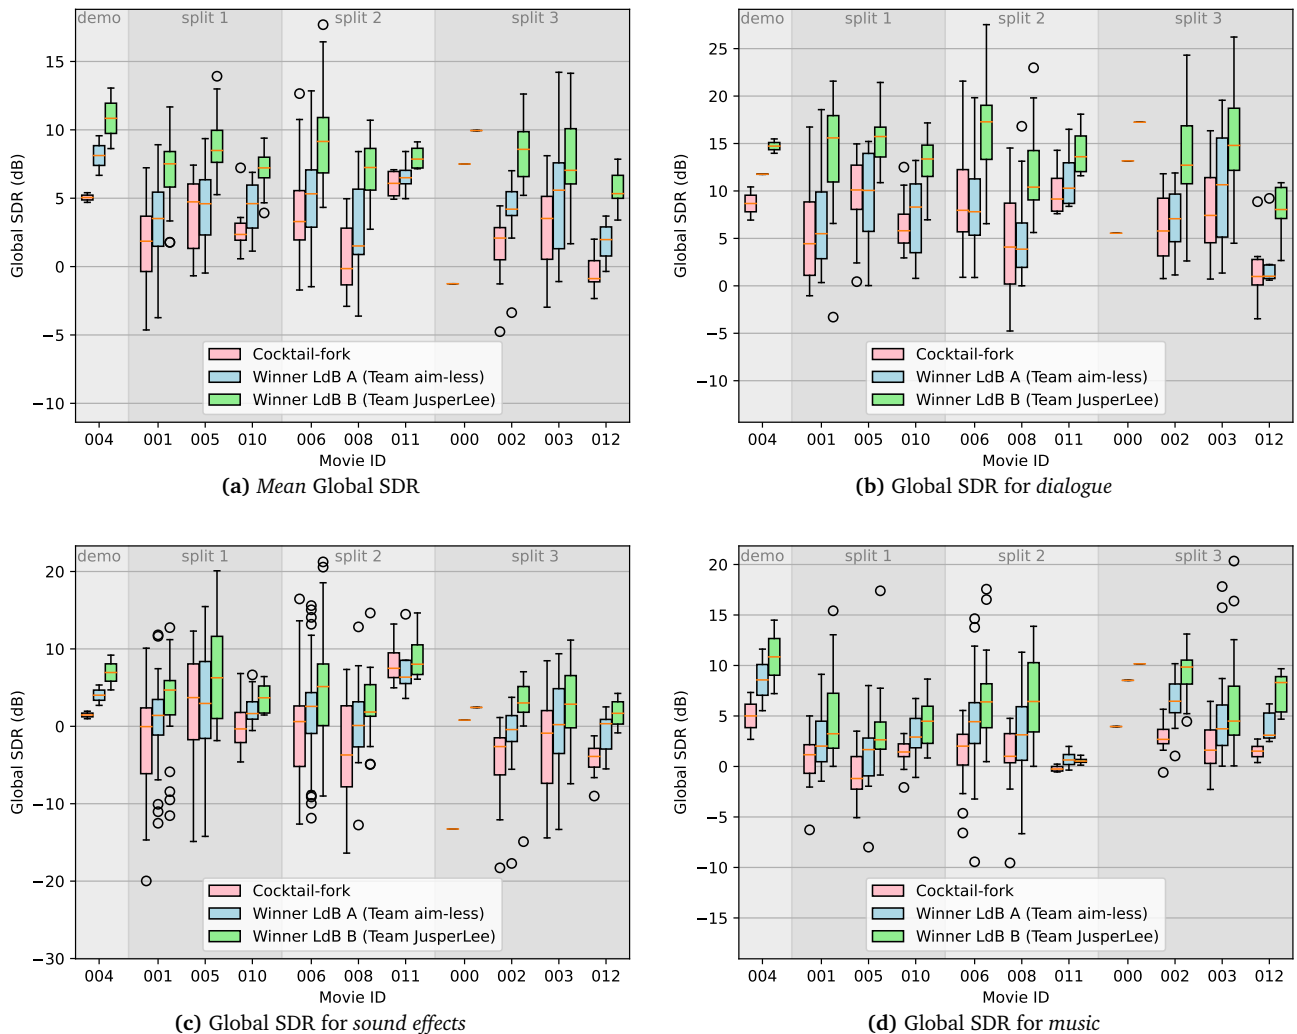 demo split 1 split 2 split 3
15
10
5
0
−5
−10
Global SDR (dB)
Cocktail-fork
Winner LdB A (Team aim-less)
Winner LdB B (Team JusperLee)
004 001 005 010 006 008 011 000 002 003 012
Movie ID
(a) Mean Global SDR
demo split 1 split 2 split 3
25
20
15
10
5
0
−5
−10
Global SDR (dB)
Cocktail-fork
Winner LdB A (Team aim-less)
Winner LdB B (Team JusperLee)
004 001 005 010 006 008 011 000 002 003 012
Movie ID
(b) Global SDR for dialogue
demo split 1 split 2 split 3
20
10
0
−10
−20
−30
Global SDR (dB)
Cocktail-fork
Winner LdB A (Team aim-less)
Winner LdB B (Team JusperLee)
004 001 005 010 006 008 011 000 002 003 012
Movie ID
(c) Global SDR for sound effects
demo split 1 split 2 split 3
20
15
10
5
0
−5
−10
−15
Global SDR (dB)
Cocktail-fork
Winner LdB A (Team aim-less)
Winner LdB B (Team JusperLee)
004 001 005 010 006 008 011 000 002 003 012
Movie ID
(d) Global SDR for music